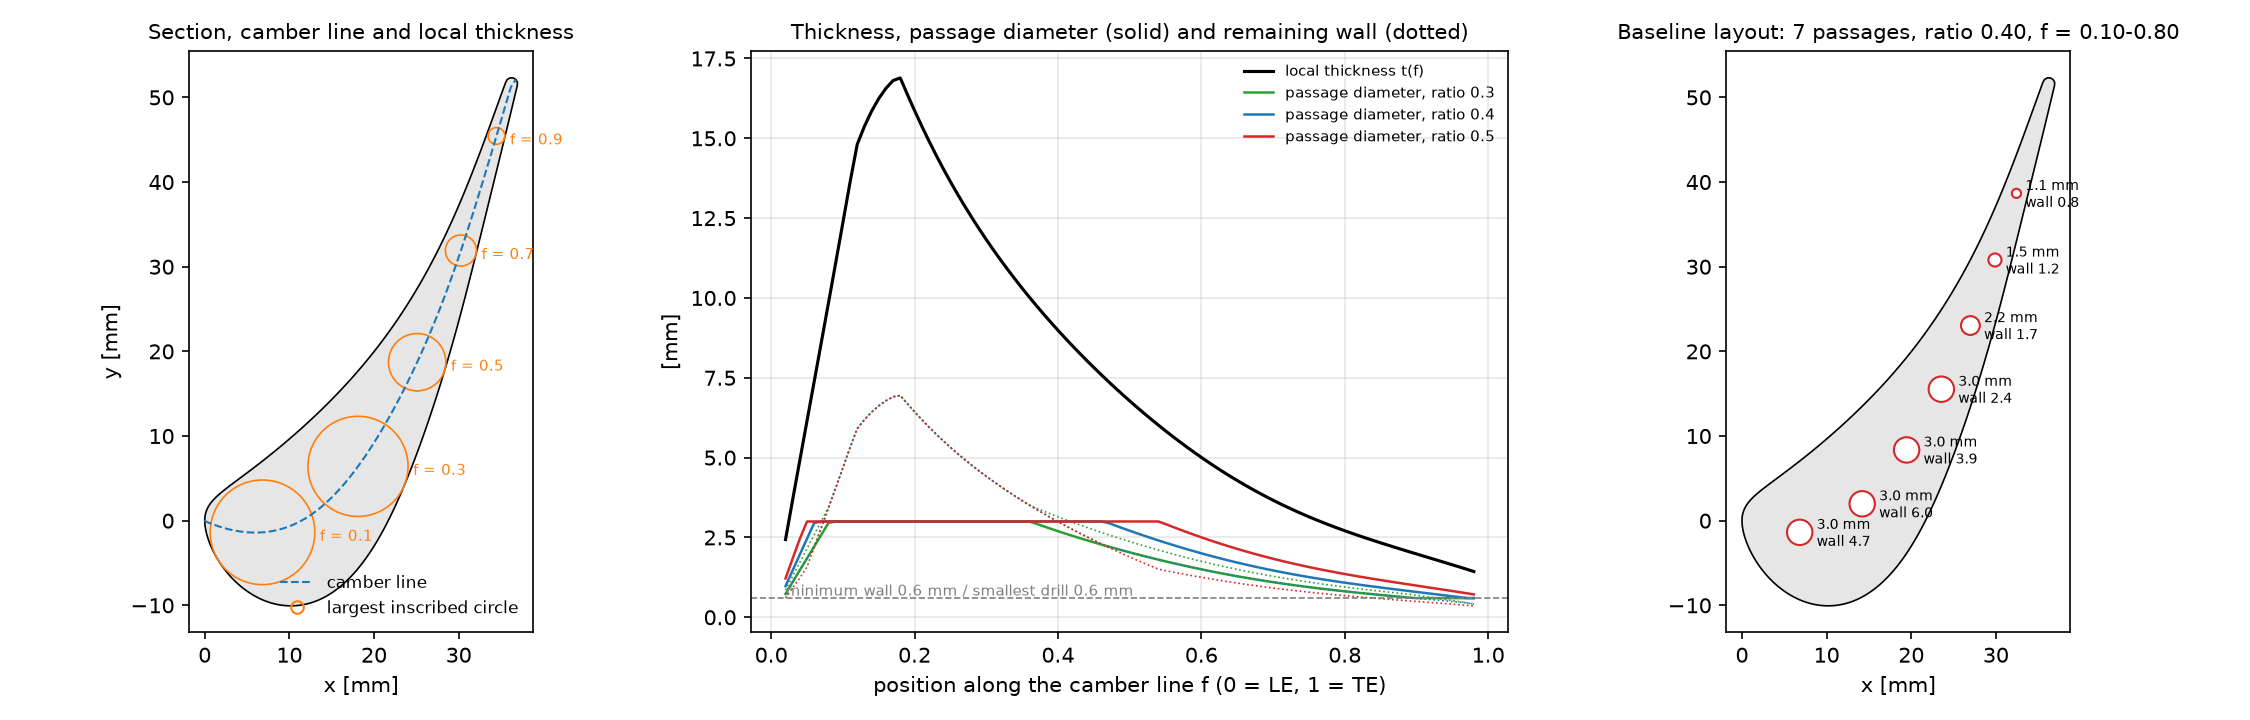 Section, camber line and local thickness
50
40
30
20
10
0
−10
0
10
20
30
x [mm]
y [mm]
f = 0.9
f = 0.7
f = 0.5
f = 0.3
f = 0.1
camber line
largest inscribed circle
Thickness, passage diameter (solid) and remaining wall (dotted)
17.5
15.0
12.5
10.0
7.5
5.0
2.5
0.0
0.0
0.2
0.4
0.6
0.8
1.0
[mm]
position along the camber line f (0 = LE, 1 = TE)
local thickness t(f)
passage diameter, ratio 0.3
passage diameter, ratio 0.4
passage diameter, ratio 0.5
minimum wall 0.6 mm / smallest drill 0.6 mm
Baseline layout: 7 passages, ratio 0.40, f = 0.10-0.80
50
40
30
20
10
0
−10
0
10
20
30
x [mm]
1.1 mm
wall 0.8
1.5 mm
wall 1.2
2.2 mm
wall 1.7
3.0 mm
wall 2.4
3.0 mm
wall 3.9
3.0 mm
wall 6.0
3.0 mm
wall 4.7